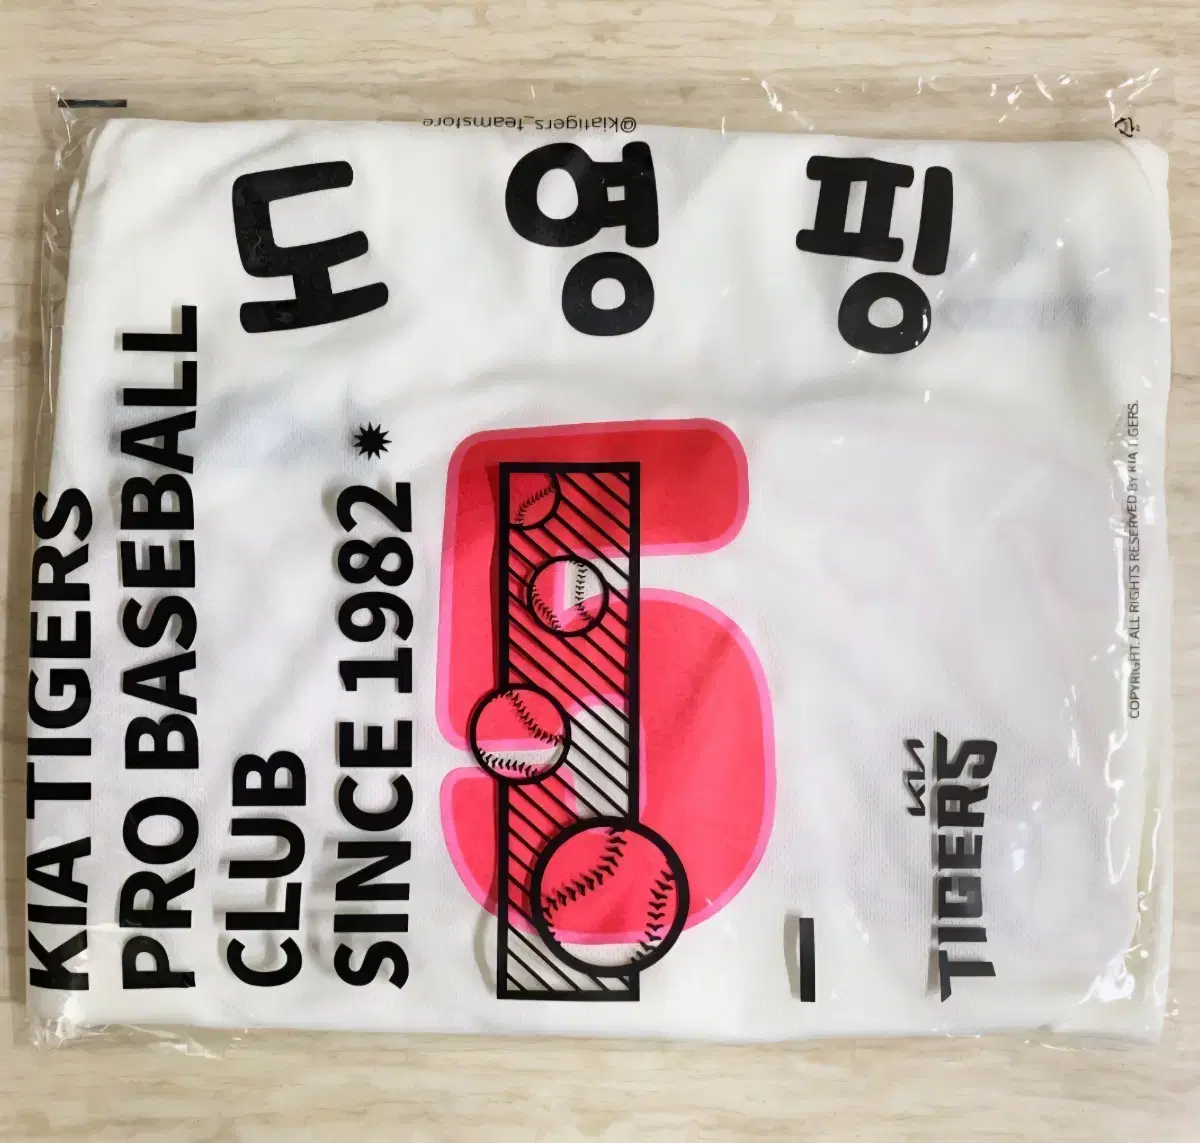 @kiatigers_teamstore
도영핑
5
KIA TIGERS
PRO BASEBALL
CLUB
SINCE 1982 *
KIA
TIGERS
COPYRIGHT. ALL RIGHTS RESERVED BY KIA TIGERS.